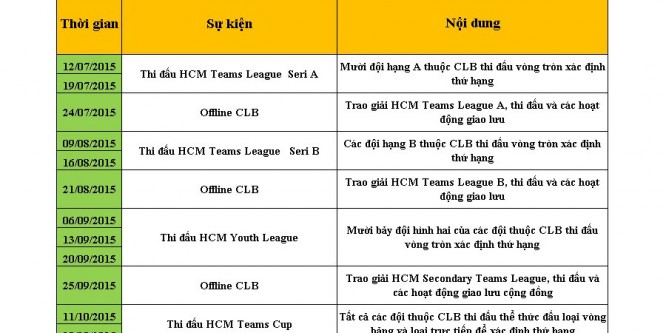 Thời gian Sự kiện Nội dung
12/07/2015
19/07/2015
Thi đấu HCM Teams League Seri A
Mười đội hạng A thuộc CLB thi đấu vòng tròn xác định
thứ hạng
24/07/2015
Offline CLB
Trao giải HCM Teams League A, thi đấu và các hoạt
động giao lưu
09/08/2015
16/08/2015
Thi đấu HCM Teams League Seri B
Các đội hạng B thuộc CLB thi đấu vòng tròn xác định
thứ hạng
21/08/2015
Offline CLB
Trao giải HCM Teams League B, thi đấu và các hoạt
động giao lưu
06/09/2015
13/09/2015
20/09/2015
Thi đấu HCM Youth League
Mười bảy đội hình hai của các đội thuộc CLB thi đấu
vòng tròn xác định thứ hạng
25/09/2015
Offline CLB
Trao giải HCM Secondary Teams League, thi đấu và
các hoạt động giao lưu cộng đồng
11/10/2015
Thi đấu HCM Teams Cup
Tất cả các đội thuộc CLB thi đấu thể thức đấu loại vòng
bảng và loại trực tiếp để xác định thứ hạng